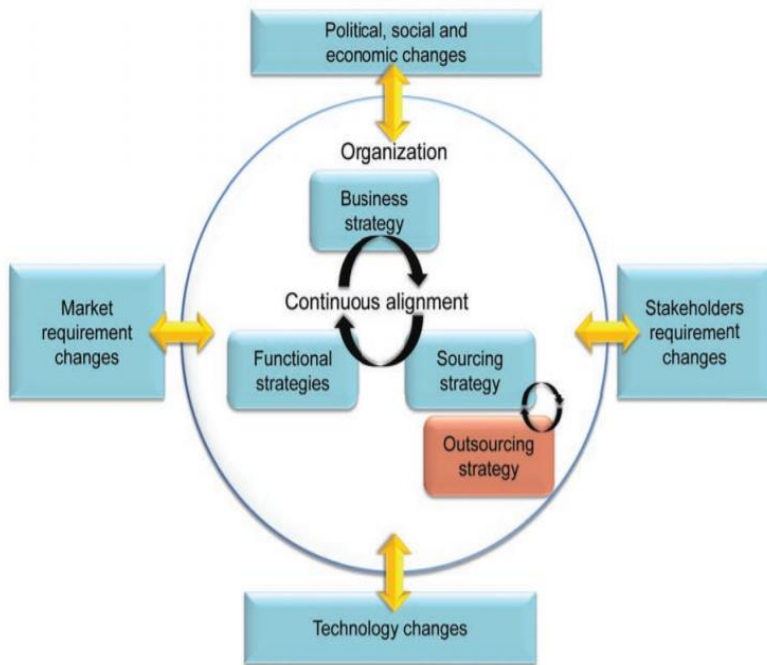 Political, social and
economic changes
Organization
Business
strategy
Continuous alignment
Market
requirement
changes
Stakeholders
requirement
changes
Functional
strategies
Sourcing
strategy
Outsourcing
strategy
Technology changes